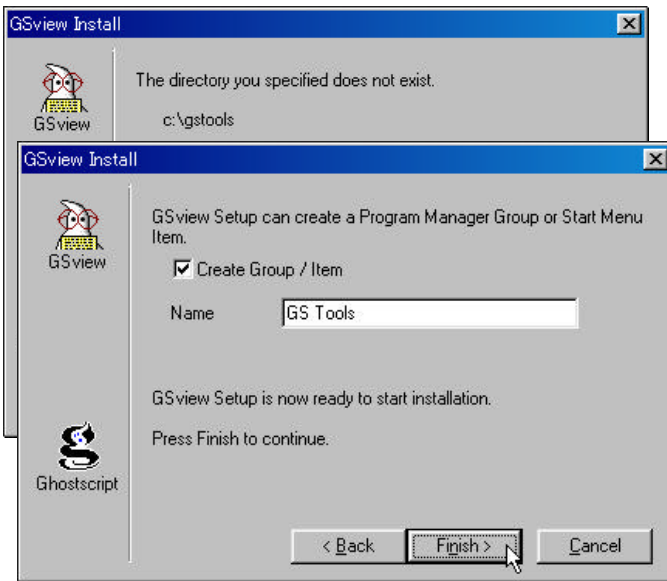 GSview Install
The directory you specified does not exist.
c:\gstools
GSview
GSview Install
GSview Setup can create a Program Manager Group or Start Menu
Item.
GSview
Create Group / Item
Name
GS Tools
GSview Setup is now ready to start installation.
Press Finish to continue.
Ghostscript
< Back
Finish >
Cancel